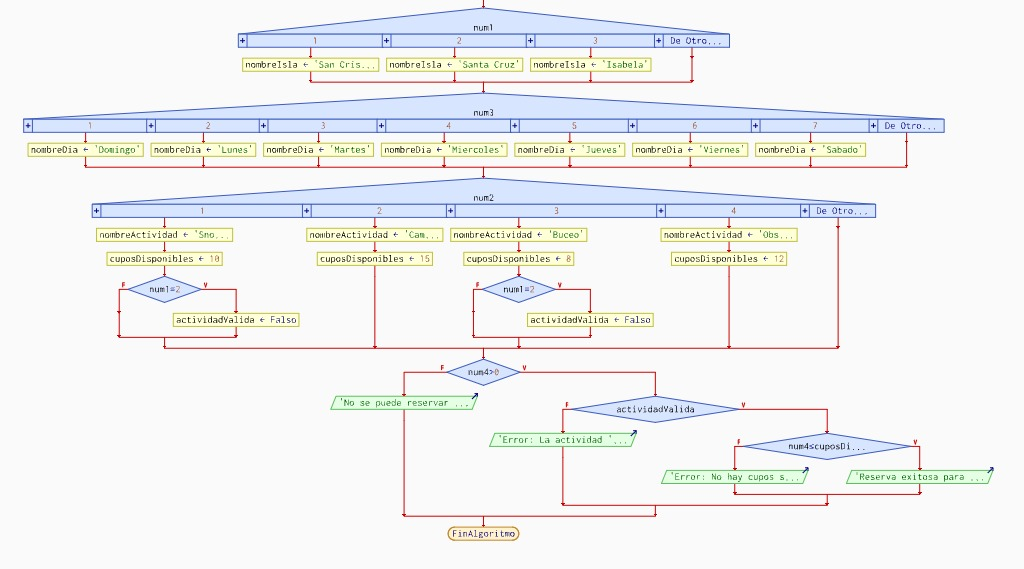 num1
+ 1 + 2 + 3 + De Otro...
nombreIsla ← 'San Cris... nombreIsla ← 'Santa Cruz' nombreIsla ← 'Isabela'
num3
+ 1 + 2 + 3 + 4 + 5 + 6 + 7 + De Otro...
nombreDia ← 'Domingo' nombreDia ← 'Lunes' nombreDia ← 'Martes' nombreDia ← 'Miercoles' nombreDia ← 'Jueves' nombreDia ← 'Viernes' nombreDia ← 'Sabado'
num2
+ 1 + 2 + 3 + 4 + De Otro...
nombreActividad ← 'Sno... nombreActividad ← 'Cam... nombreActividad ← 'Buceo' nombreActividad ← 'Obs...
cuposDisponibles ← 10 cuposDisponibles ← 15 cuposDisponibles ← 8 cuposDisponibles ← 12
F num1=2 V F num1=2 V
actividadValida ← Falso actividadValida ← Falso
F num4>0 V
'No se puede reservar ...
F actividadValida V
'Error: La actividad '...
F num4≤cuposDi... V
'Error: No hay cupos s... 'Reserva exitosa para ...
FinAlgoritmo